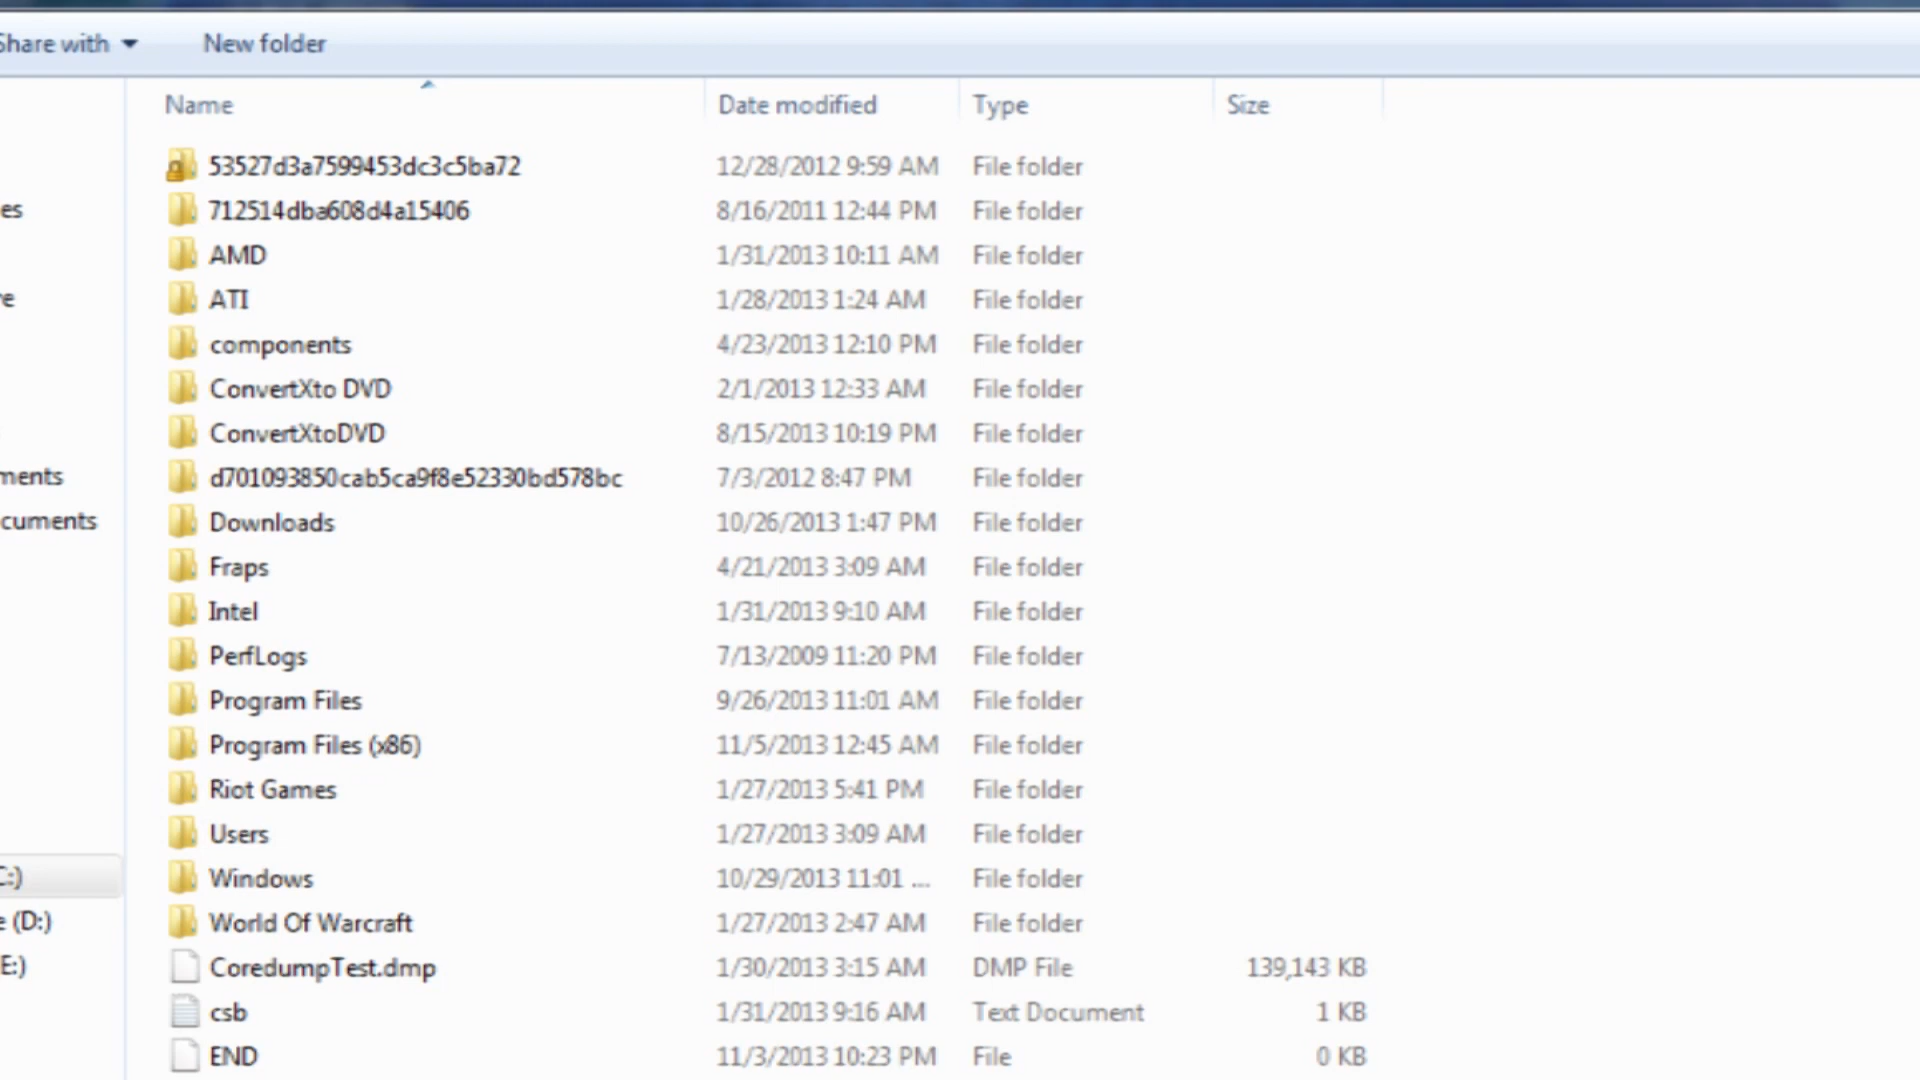 Share with New folder
Name Date modified Type Size
53527d3a7599453dc3c5ba72 12/28/2012 9:59 AM File folder
es 712514dba608d4a15406 8/16/2011 12:44 PM File folder
AMD 1/31/2013 10:11 AM File folder
re ATI 1/28/2013 1:24 AM File folder
components 4/23/2013 12:10 PM File folder
ConvertXto DVD 2/1/2013 12:33 AM File folder
ConvertXtoDVD 8/15/2013 10:19 PM File folder
ments d701093850cab5ca9f8e52330bd578bc 7/3/2012 8:47 PM File folder
cuments Downloads 10/26/2013 1:47 PM File folder
Fraps 4/21/2013 3:09 AM File folder
Intel 1/31/2013 9:10 AM File folder
PerfLogs 7/13/2009 11:20 PM File folder
Program Files 9/26/2013 11:01 AM File folder
Program Files (x86) 11/5/2013 12:45 AM File folder
Riot Games 1/27/2013 5:41 PM File folder
Users 1/27/2013 3:09 AM File folder
C:) Windows 10/29/2013 11:01 ... File folder
e (D:) World Of Warcraft 1/27/2013 2:47 AM File folder
E:) CoredumpTest.dmp 1/30/2013 3:15 AM DMP File 139,143 KB
csb 1/31/2013 9:16 AM Text Document 1 KB
END 11/3/2013 10:23 PM File 0 KB